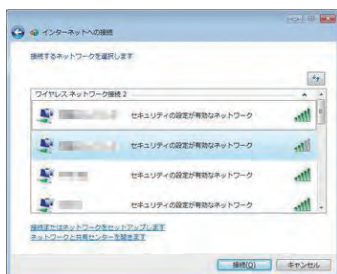 インターネットへの接続
接続するネットワークを選択します
ワイヤレス ネットワーク接続 2
セキュリティの設定が有効なネットワーク
セキュリティの設定が有効なネットワーク
セキュリティの設定が有効なネットワーク
セキュリティの設定が有効なネットワーク
接続またはネットワークをセットアップします
ネットワークと共有センターを開きます
接続(O) キャンセル